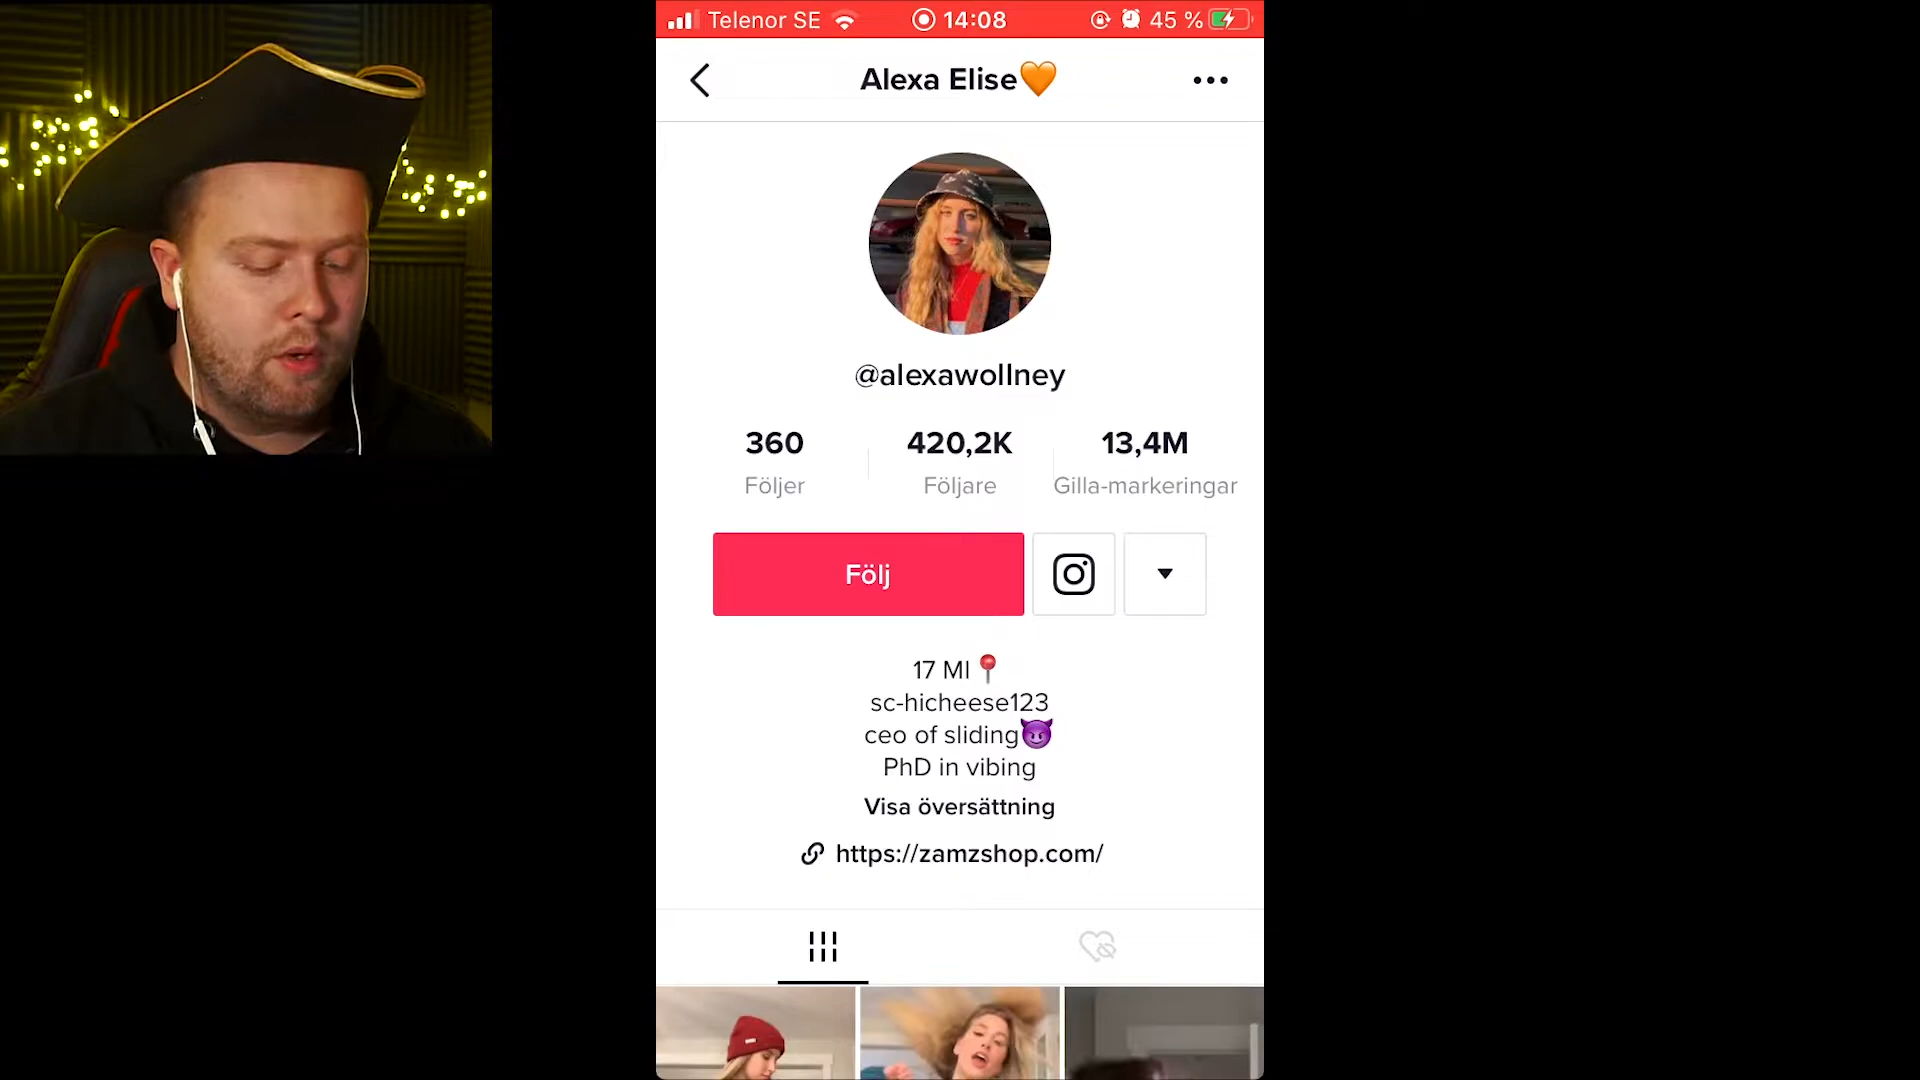 Telenor SE 14:08 45 %
Alexa Elise🧡
@alexawollney
360 420,2K 13,4M
Följer Följare Gilla-markeringar
Följ
17 MI📍
sc-hicheese123
ceo of sliding😈
PhD in vibing
Visa översättning
https://zamzshop.com/